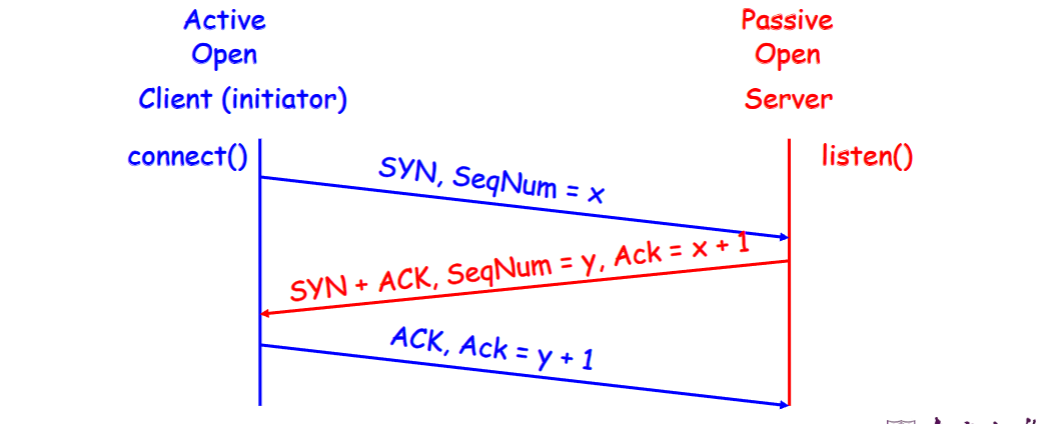 Active
Open
Client (initiator)
Passive
Open
Server
connect()
listen()
SYN, SeqNum = x
SYN + ACK, SeqNum = y, Ack = x + 1
ACK, Ack = y + 1